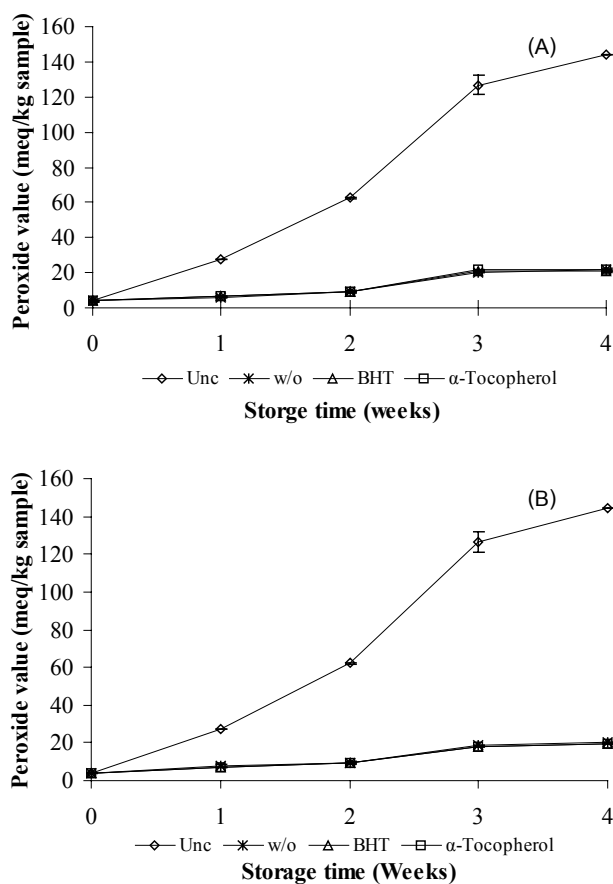 (A)
Peroxide value (meq/kg sample)
160
140
120
100
80
60
40
20
0
0 1 2 3 4
Unc w/o BHT α-Tocopherol
Storge time (weeks)
(B)
Peroxide value (meq/kg sample)
160
140
120
100
80
60
40
20
0
0 1 2 3 4
Unc w/o BHT α-Tocopherol
Storage time (Weeks)